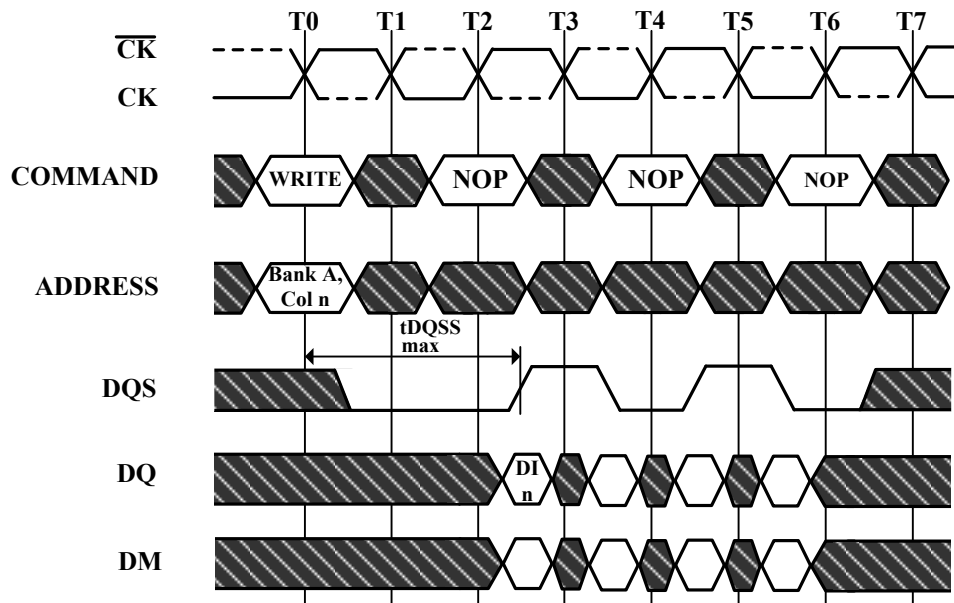 T0 T1 T2 T3 T4 T5 T6 T7
CK
CK
COMMAND
WRITE NOP NOP NOP
ADDRESS
Bank A,
Col n
tDQSS
max
DQS
DQ
DI
n
DM